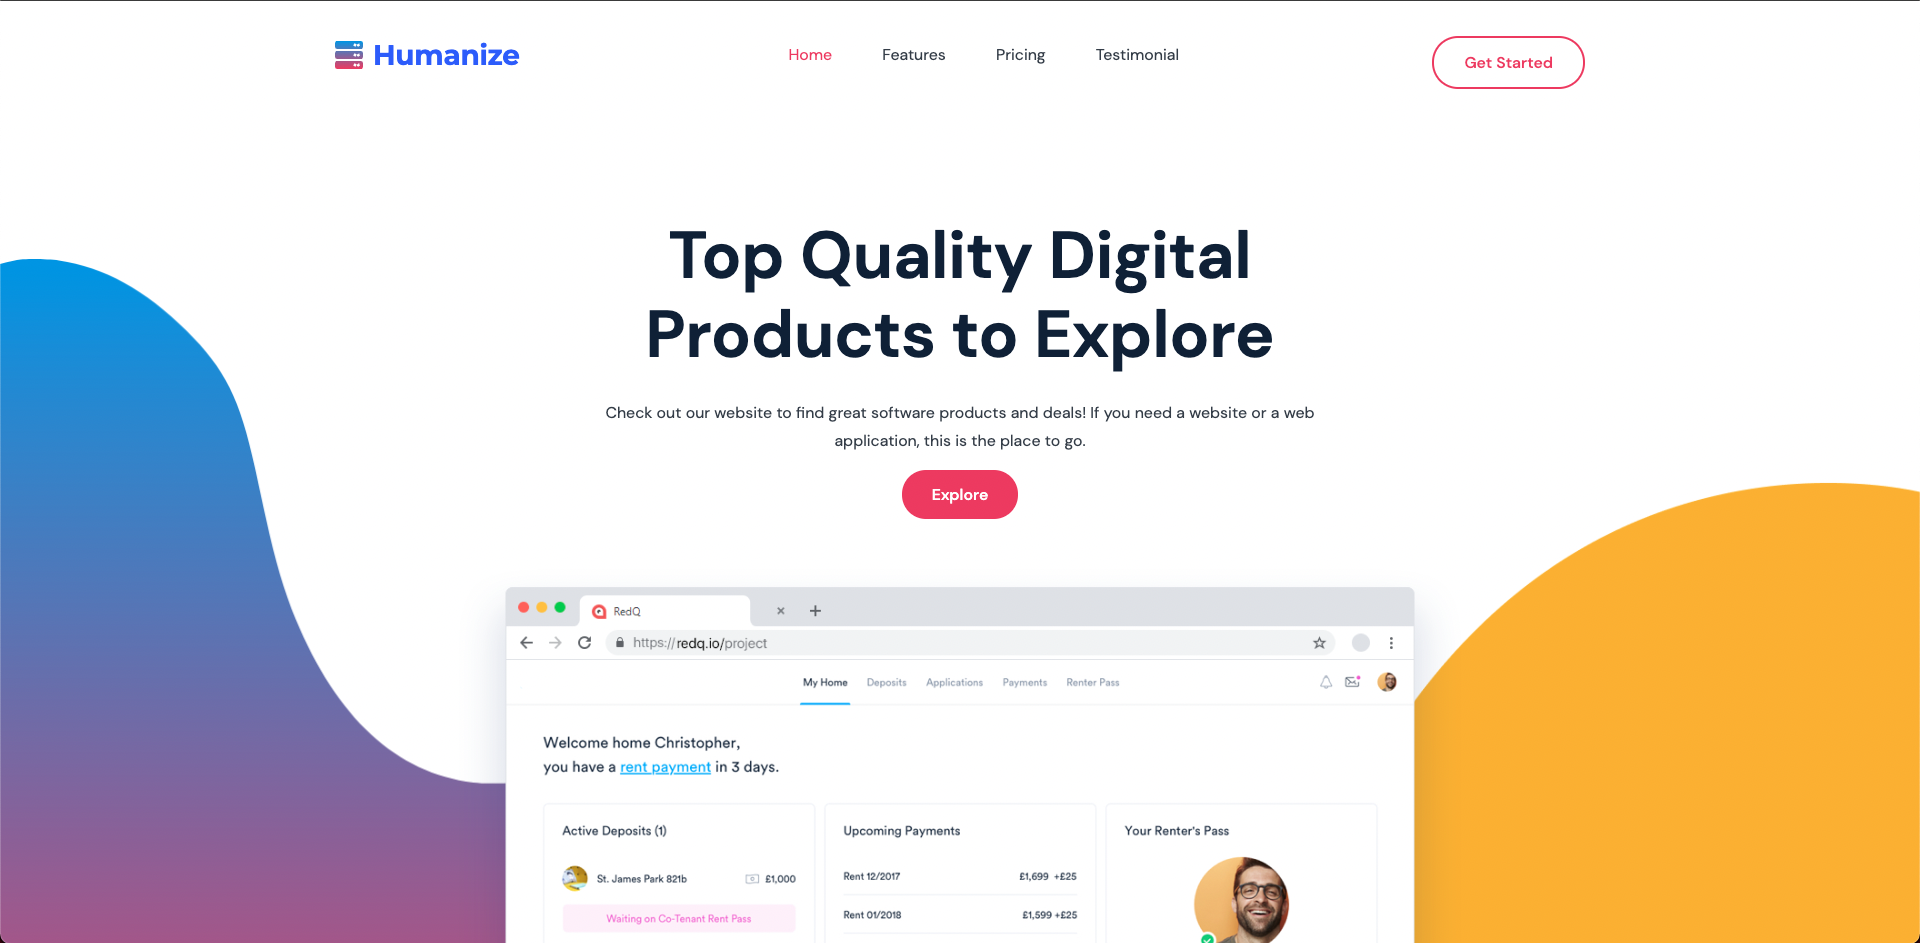 Humanize
Home Features Pricing Testimonial
Get Started
Top Quality Digital
Products to Explore
Check out our website to find great software products and deals! If you need a website or a web
application, this is the place to go.
Explore
RedQ
https://redq.io/project
My Home Deposits Applications Payments Renter Pass
Welcome home Christopher,
you have a rent payment in 3 days.
Active Deposits (1)
St. James Park 821b £1,000
Waiting on Co-Tenant Rent Pass
Upcoming Payments
Rent 12/2017 £1,699 +£25
Rent 01/2018 £1,599 +£25
Your Renter's Pass